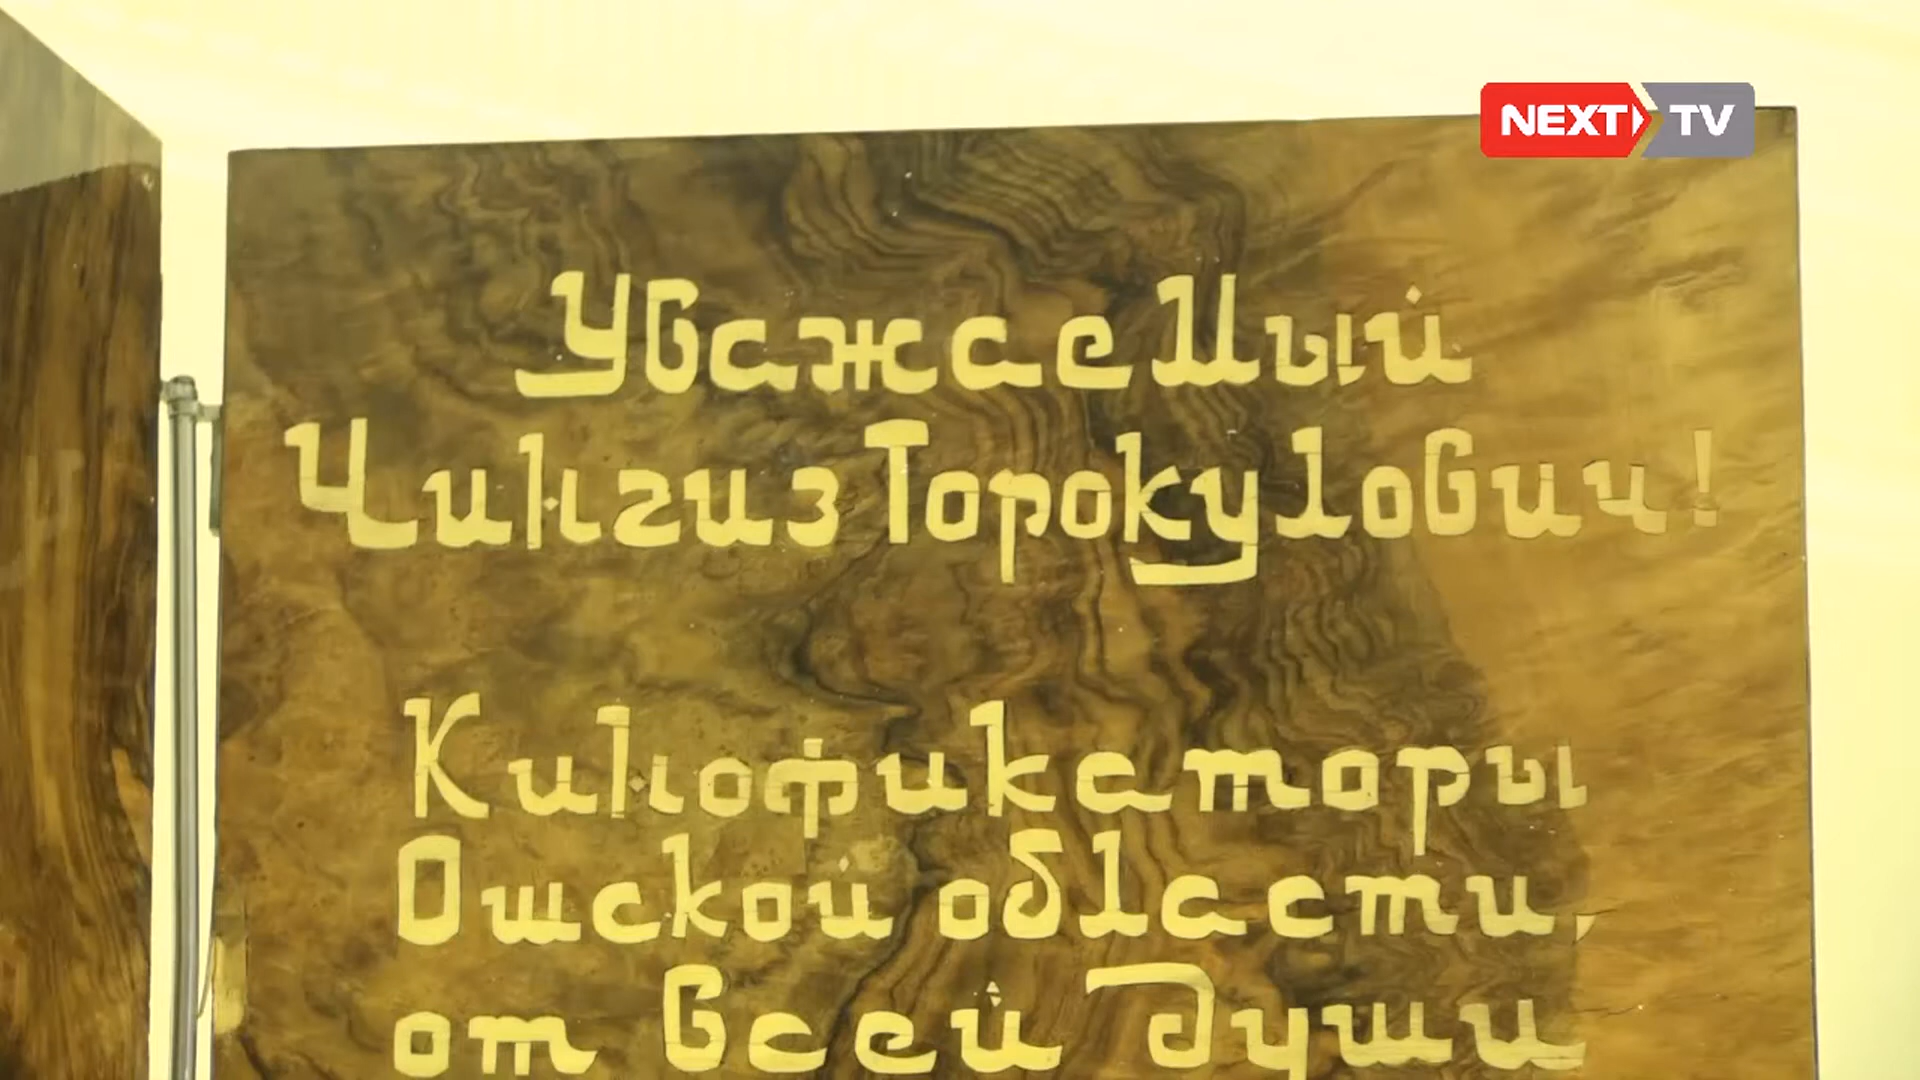 NEXT TV
Уважаемый
Чингиз Торокулович!
Кинофикаторы
Ошской области,
от всей души